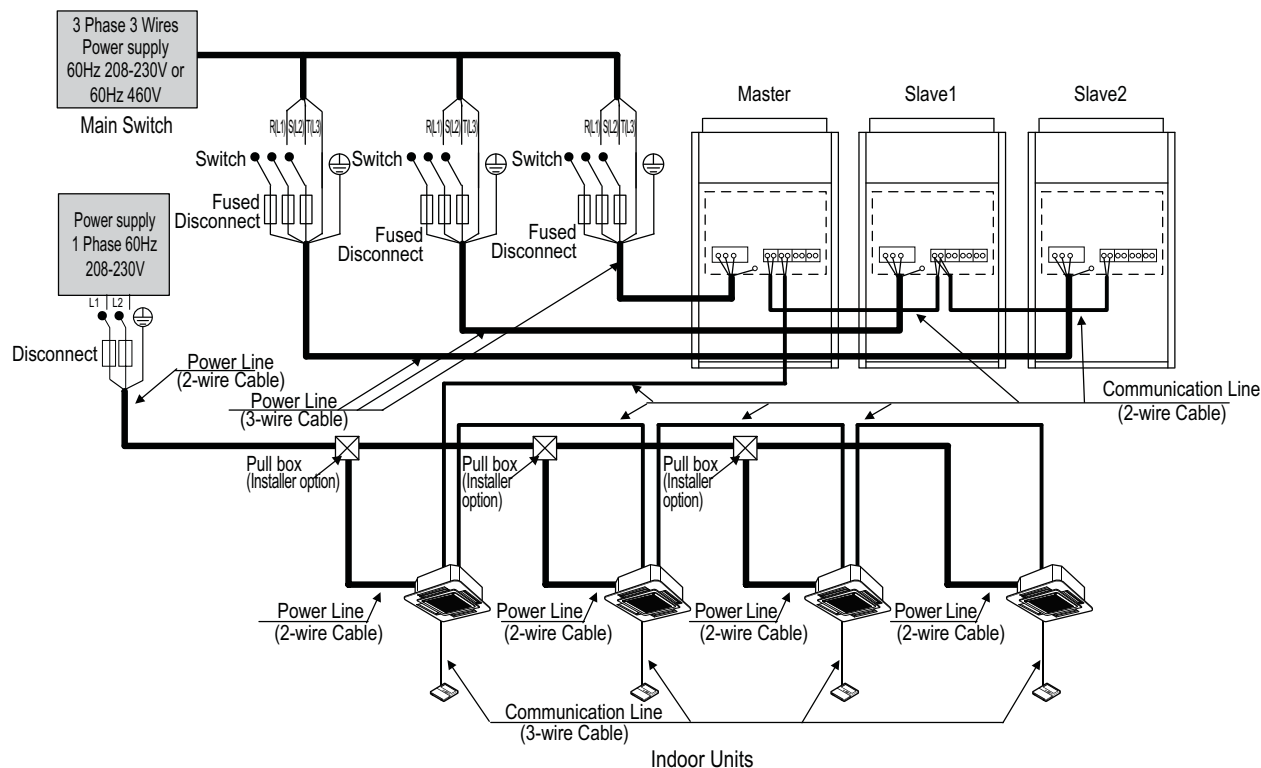 3 Phase 3 Wires
Power supply
60Hz 208-230V or
60Hz 460V
Main Switch
Master
Slave1
Slave2
R(L1) S(L2) T(L3)
R(L1) S(L2) T(L3)
R(L1) S(L2) T(L3)
Switch
Switch
Switch
Fused
Disconnect
Fused
Disconnect
Fused
Disconnect
Power supply
1 Phase 60Hz
208-230V
L1 L2
Disconnect
Power Line
(2-wire Cable)
Power Line
(3-wire Cable)
Communication Line
(2-wire Cable)
Pull box
(Installer option)
Pull box
(Installer
option)
Pull box
(Installer
option)
Power Line
(2-wire Cable)
Power Line
(2-wire Cable)
Power Line
(2-wire Cable)
Power Line
(2-wire Cable)
Communication Line
(3-wire Cable)
Indoor Units